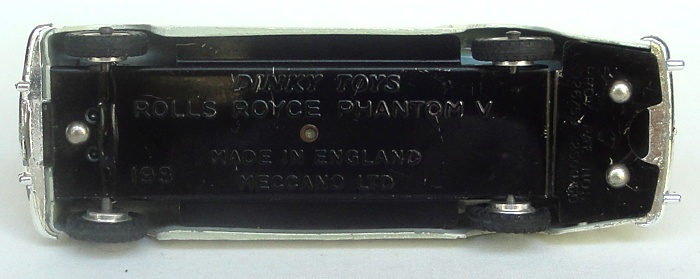 DINKY TOYS
ROLLS ROYCE PHANTOM V
MADE IN ENGLAND
198
MECCANO LTD